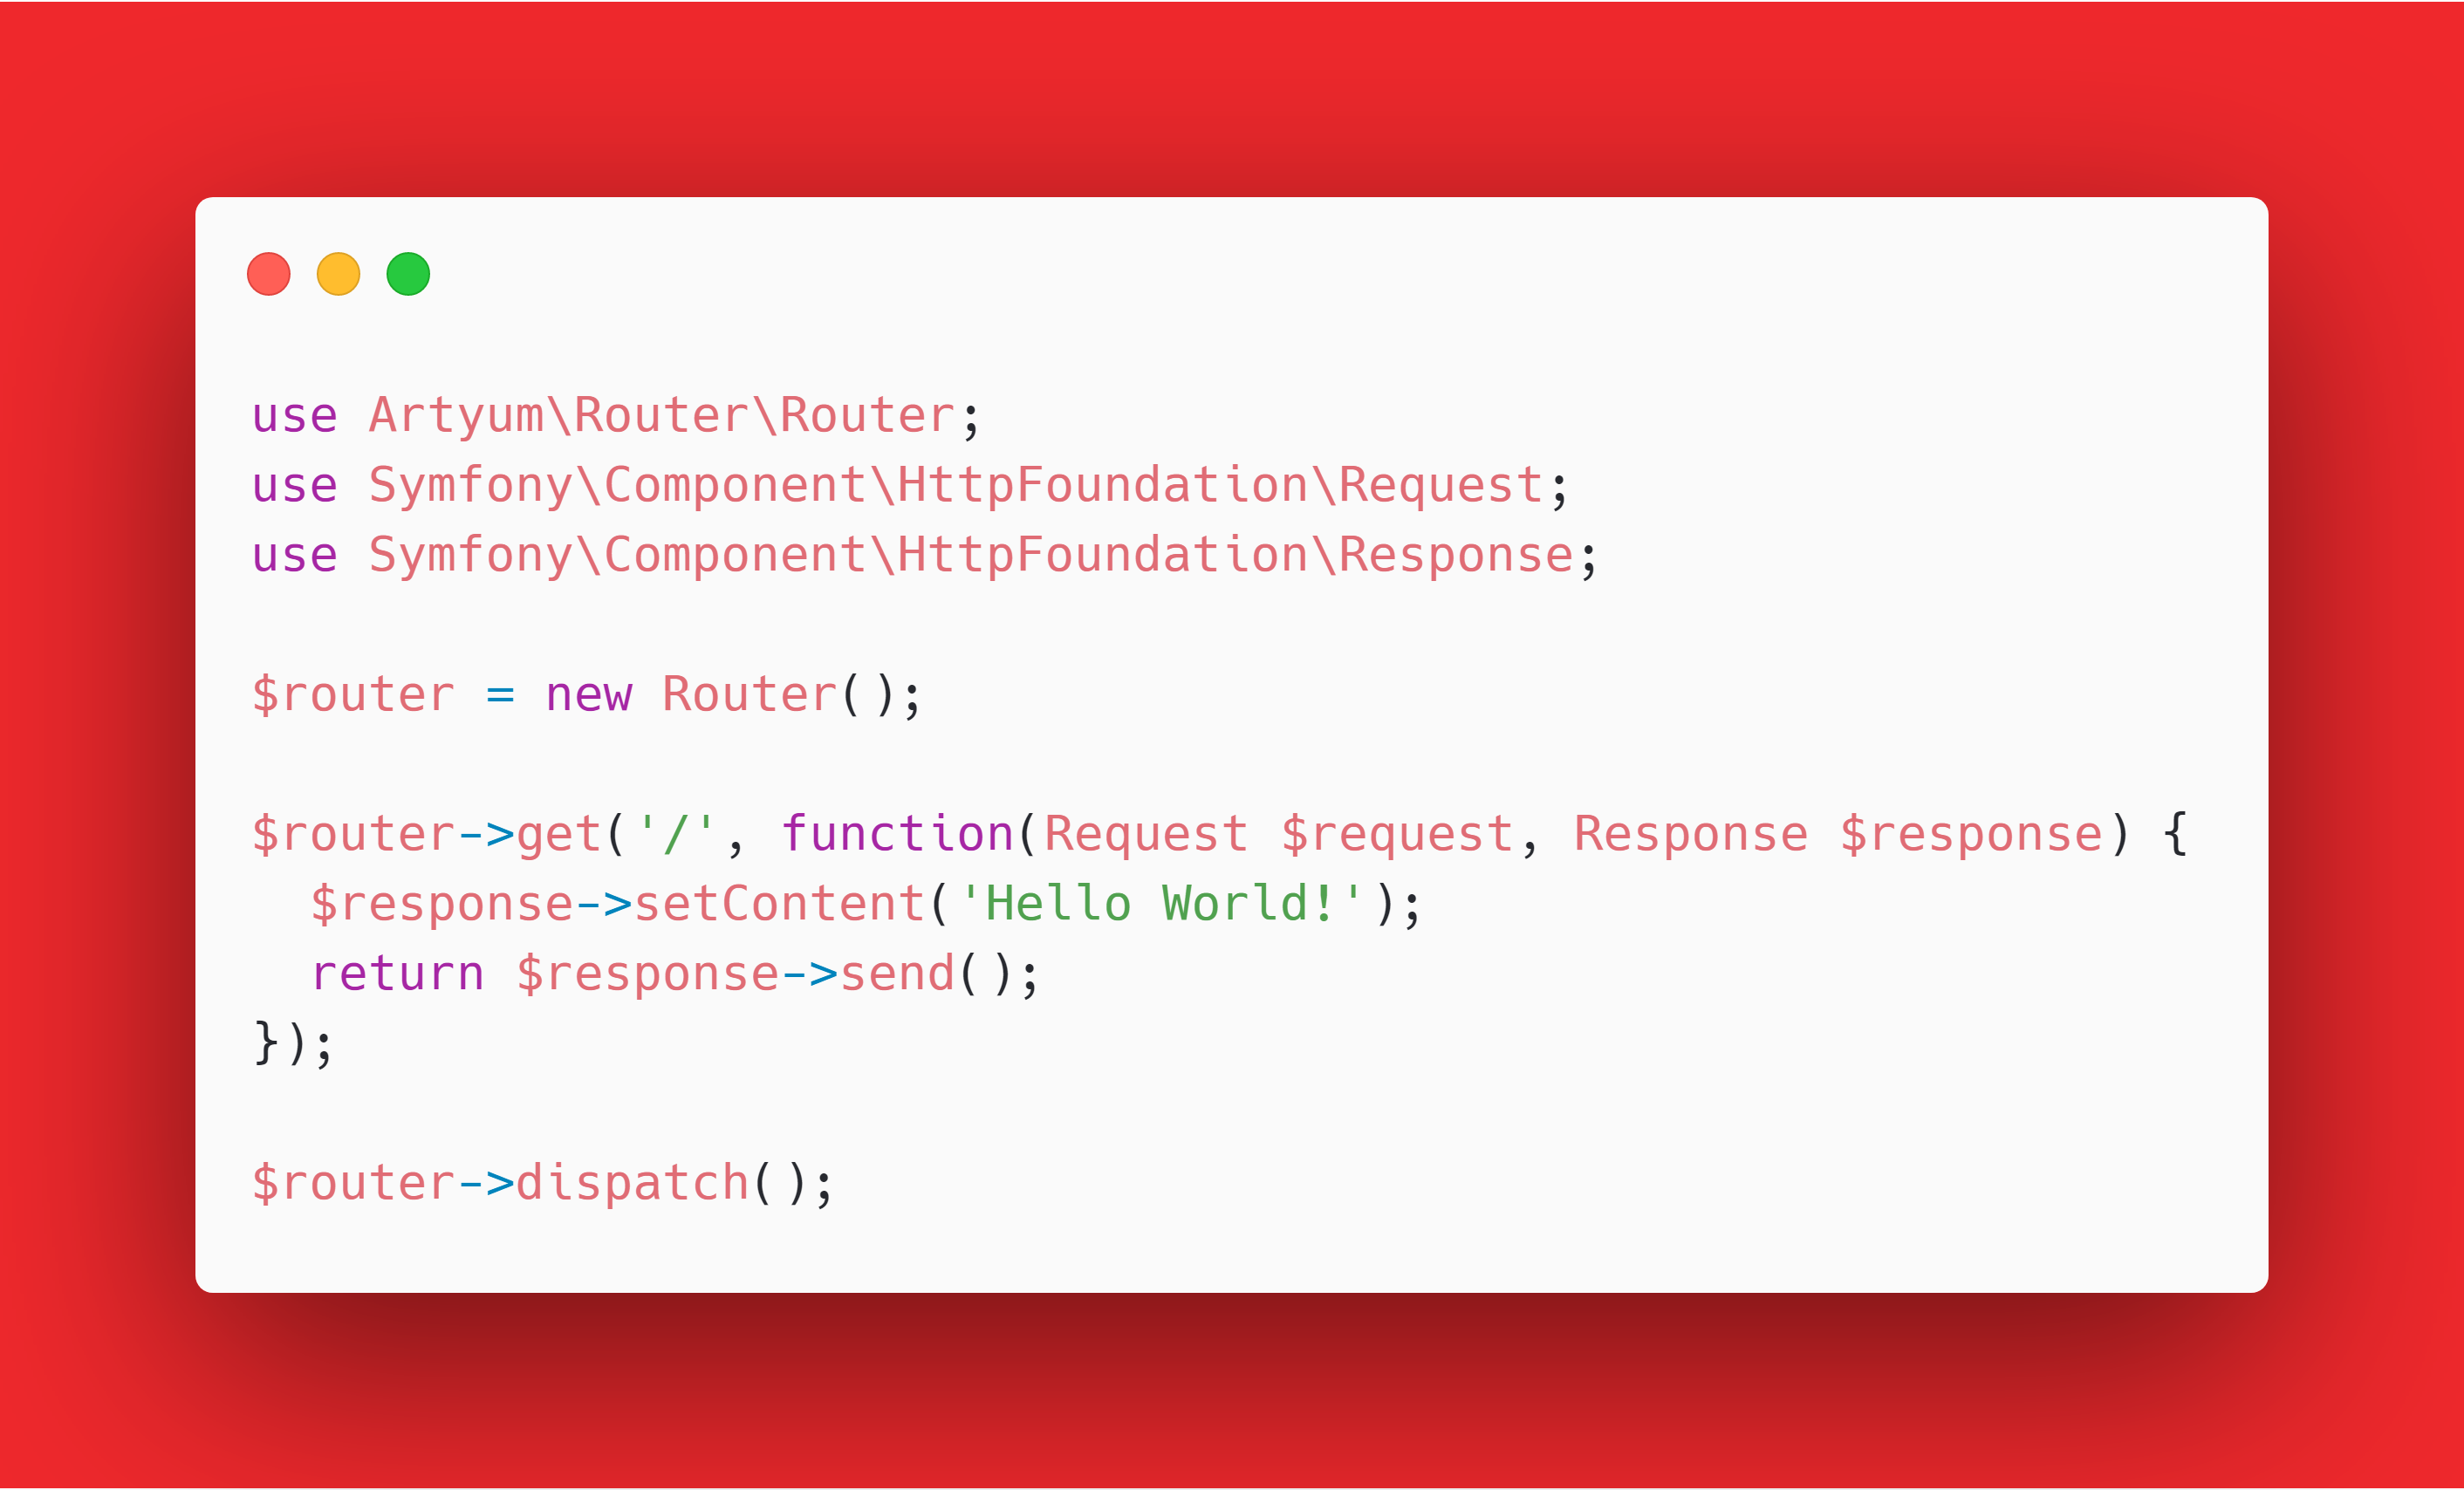 use Artyum\Router\Router;
use Symfony\Component\HttpFoundation\Request;
use Symfony\Component\HttpFoundation\Response;
$router = new Router();
$router->get('/', function(Request $request, Response $response) {
  $response->setContent('Hello World!');
  return $response->send();
});
$router->dispatch();